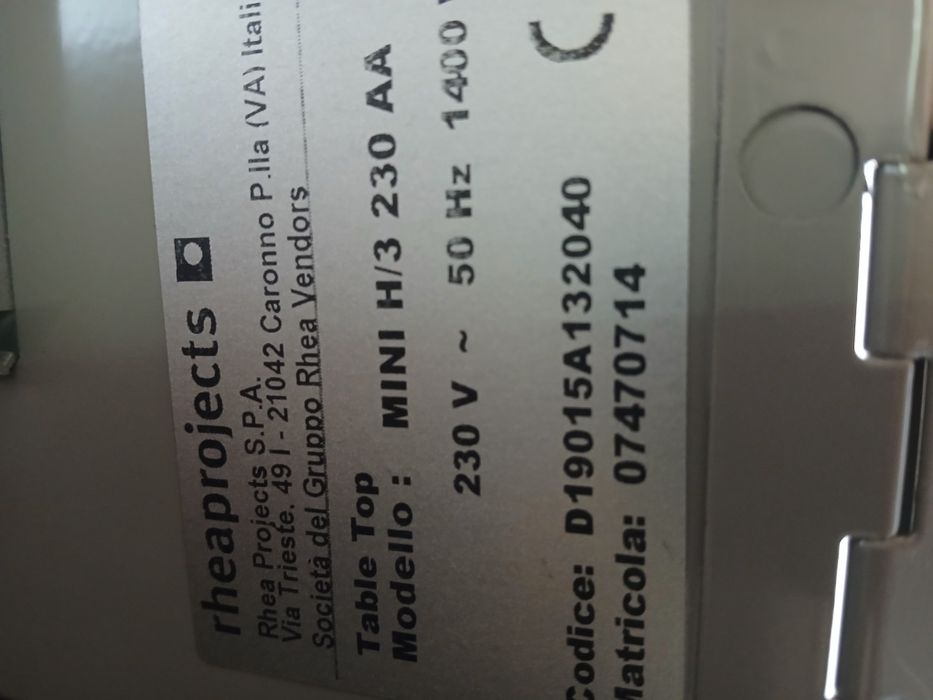 rheaprojects
Rhea Projects S.P.A.
Via Trieste. 49 I - 21042 Caronno P.lla (VA) Itali
Società del Gruppo Rhea Vendors
Table Top
Modello : MINI H/3 230 AA
230 V ~ 50 Hz 1400
Codice: D19015A132040
Matricola: 07470714